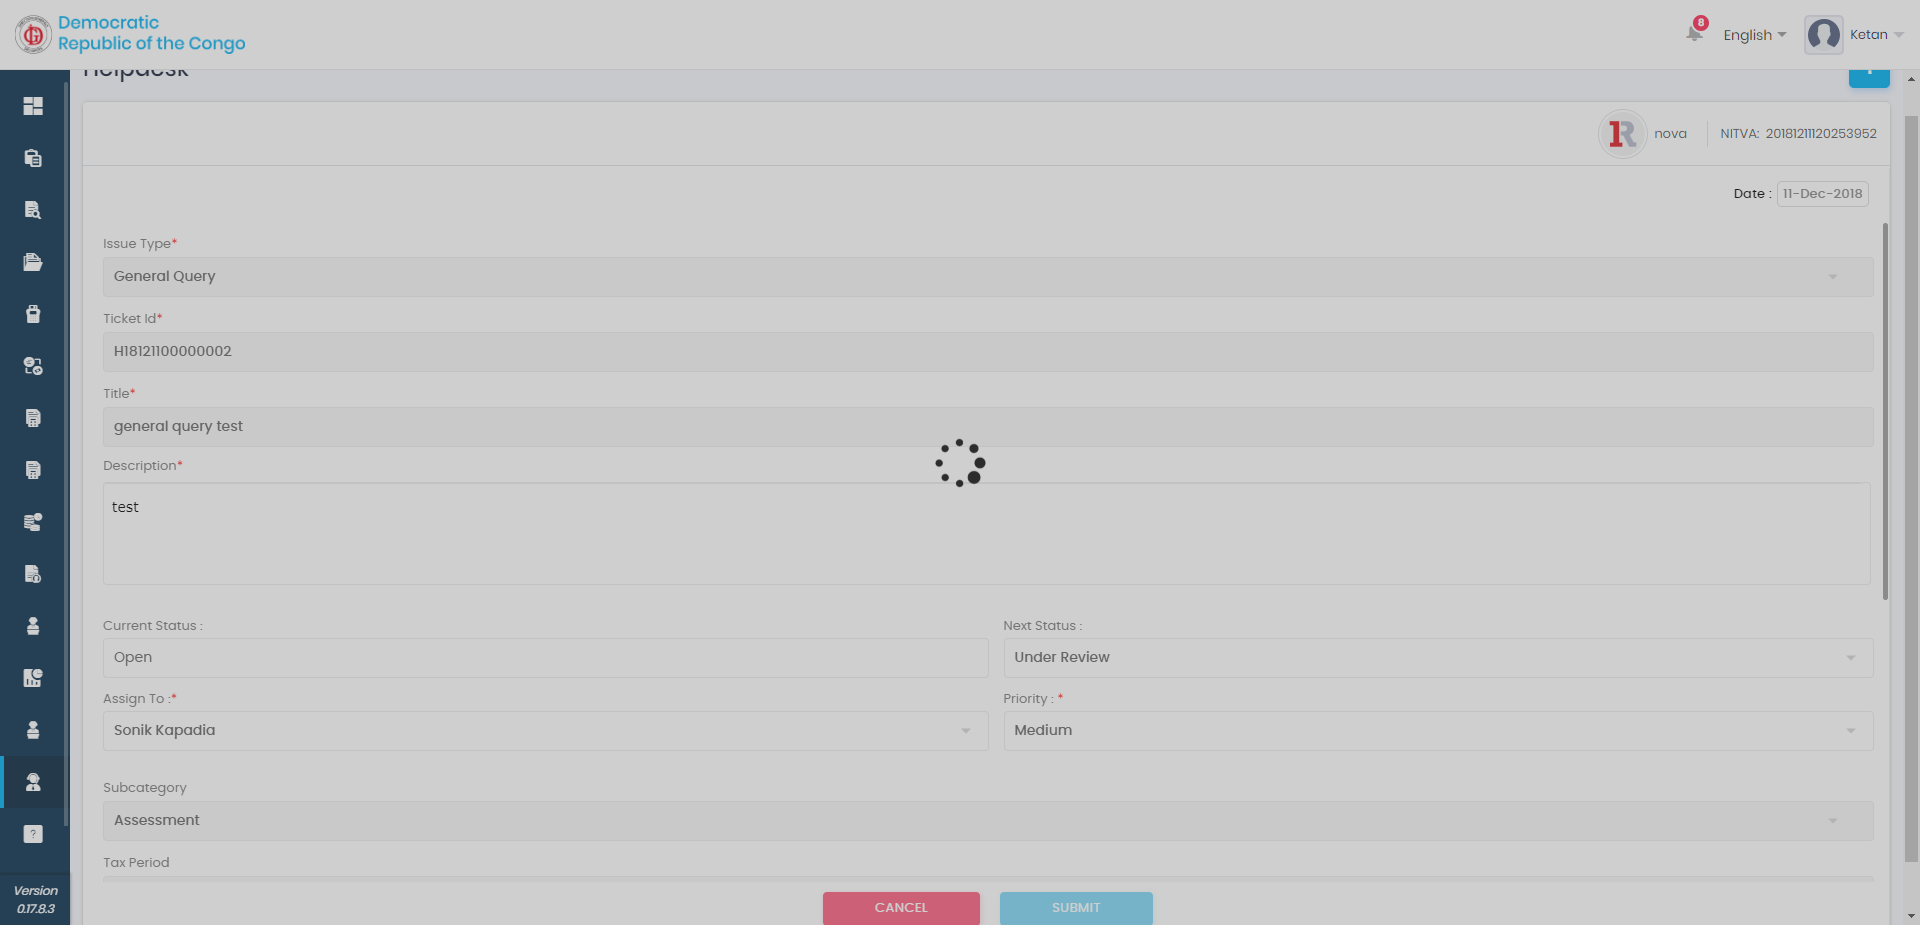 Democratic
Republic of the Congo
8
English
Ketan
Helpdesk
nova
NITVA: 20181211120253952
Date : 11-Dec-2018
Issue Type*
General Query
Ticket Id*
H18121100000002
Title*
general query test
Description*
test
Current Status :
Next Status :
Open
Under Review
Assign To :*
Priority : *
Sonik Kapadia
Medium
Subcategory
Assessment
Tax Period
CANCEL
SUBMIT
Version
0.17.8.3